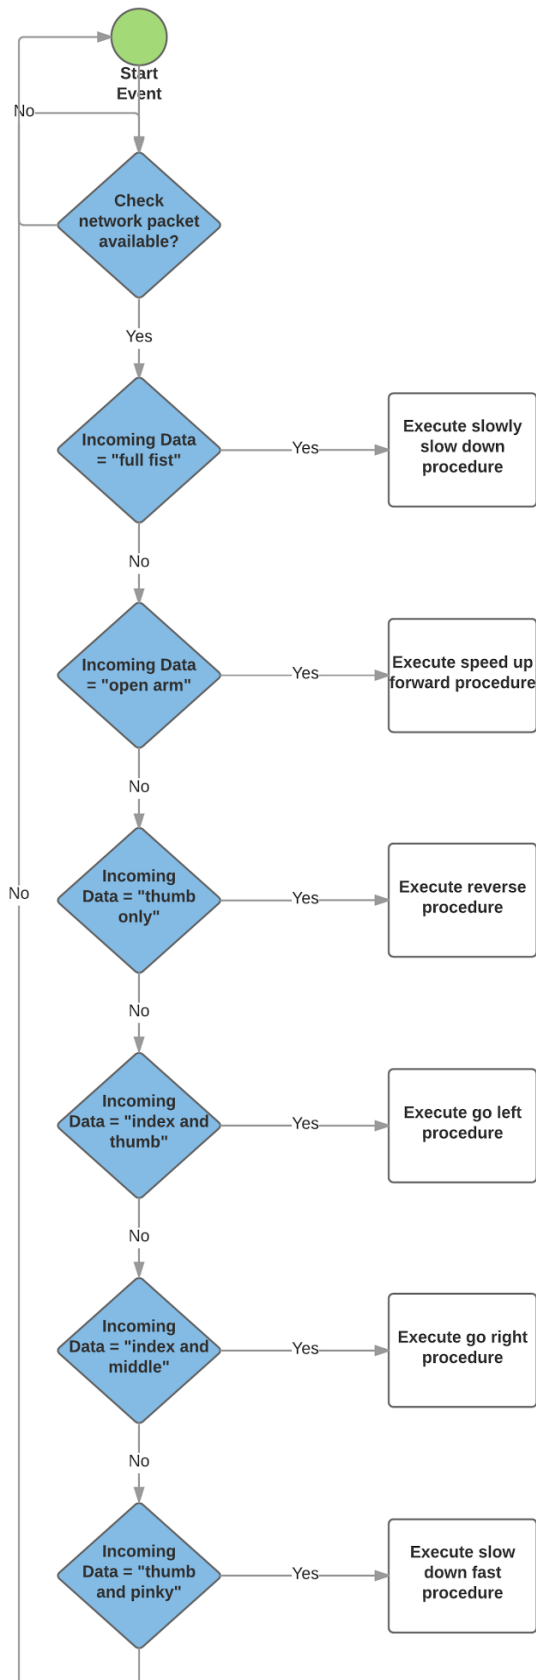 Start
Event
No
Check
network packet
available?
Yes
Incoming Data
= "full fist"
Yes
Execute slowly
slow down
procedure
No
Incoming Data
= "open arm"
Yes
Execute speed up
forward procedure
No
Incoming
Data = "thumb
only"
Yes
Execute reverse
procedure
No
No
Incoming
Data = "index and
thumb"
Yes
Execute go left
procedure
No
Incoming
Data = "index and
middle"
Yes
Execute go right
procedure
No
Incoming
Data = "thumb
and pinky"
Yes
Execute slow
down fast
procedure